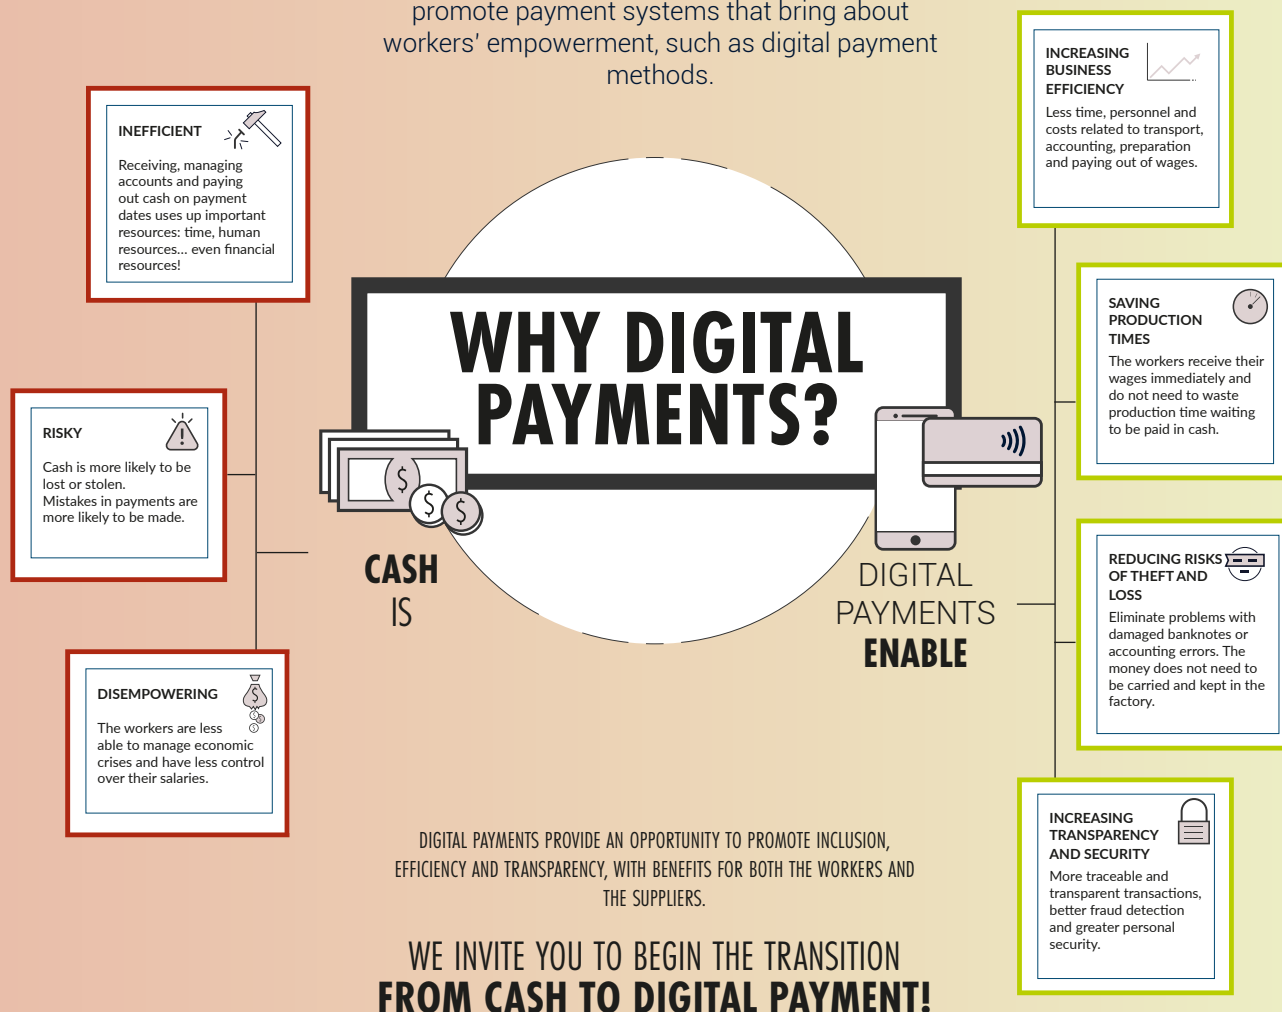 promote payment systems that bring about
workers' empowerment, such as digital payment
methods.
WHY DIGITAL
PAYMENTS?
CASH
IS
INEFFICIENT
Receiving, managing
accounts and paying
out cash on payment
dates uses up important
resources: time, human
resources... even financial
resources!
RISKY
Cash is more likely to be
lost or stolen.
Mistakes in payments are
more likely to be made.
DISEMPOWERING
The workers are less
able to manage economic
crises and have less control
over their salaries.
DIGITAL
PAYMENTS
ENABLE
INCREASING
BUSINESS
EFFICIENCY
Less time, personnel and
costs related to transport,
accounting, preparation
and paying out of wages.
SAVING
PRODUCTION
TIMES
The workers receive their
wages immediately and
do not need to waste
production time waiting
to be paid in cash.
REDUCING RISKS
OF THEFT AND
LOSS
Eliminate problems with
damaged banknotes or
accounting errors. The
money does not need to
be carried and kept in the
factory.
INCREASING
TRANSPARENCY
AND SECURITY
More traceable and
transparent transactions,
better fraud detection
and greater personal
security.
DIGITAL PAYMENTS PROVIDE AN OPPORTUNITY TO PROMOTE INCLUSION,
EFFICIENCY AND TRANSPARENCY, WITH BENEFITS FOR BOTH THE WORKERS AND
THE SUPPLIERS.
WE INVITE YOU TO BEGIN THE TRANSITION
FROM CASH TO DIGITAL PAYMENT!